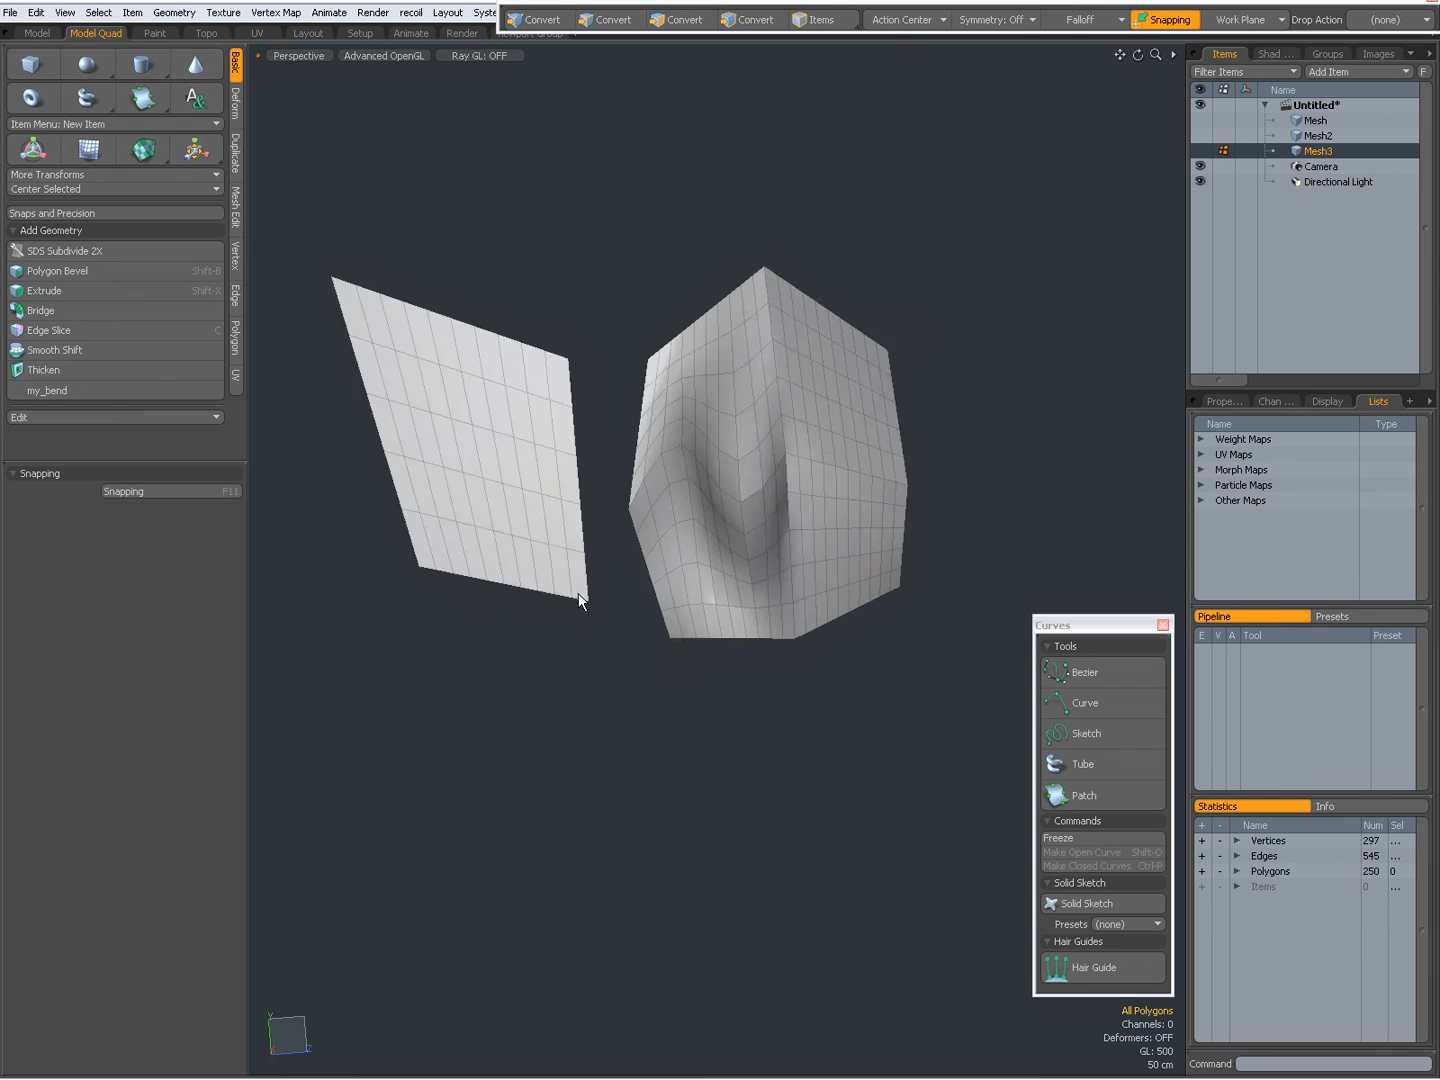 File Edit View Select Item Geometry Texture Vertex Map Animate Render recoil Layout Syste
Convert Convert Convert Convert Items Action Center Symmetry: Off Falloff Snapping Work Plane Drop Action (none)
Model Model Quad Paint Topo UV Layout Setup Animate Render
Perspective Advanced OpenGL Ray GL: OFF
Basic
Deform
Duplicate
Mesh Edit
Vertex
Edge
Polygon
UV
Item Menu: New Item
More Transforms
Center Selected
Snaps and Precision
Add Geometry
SDS Subdivide 2X
Polygon Bevel Shift-B
Extrude Shift-X
Bridge
Edge Slice C
Smooth Shift
Thicken
my_bend
Edit
Snapping
Snapping F11
Items Shad ... Groups Images
Filter Items Add Item F
Name
Untitled*
Mesh
Mesh2
Mesh3
Camera
Directional Light
Prope... Chan ... Display Lists +
Name Type
Weight Maps
UV Maps
Morph Maps
Particle Maps
Other Maps
Pipeline Presets
E V A Tool Preset
Statistics Info
+ - Name Num Sel
+ - Vertices 297 ...
+ - Edges 545 ...
+ - Polygons 250 0
+ - Items 0 ...
Command
Curves
Tools
Bezier
Curve
Sketch
Tube
Patch
Commands
Freeze
Make Open Curve Shift-O
Make Closed Curves Ctrl-P
Solid Sketch
Solid Sketch
Presets (none)
Hair Guides
Hair Guide
All Polygons
Channels: 0
Deformers: OFF
GL: 500
50 cm
Y
Z